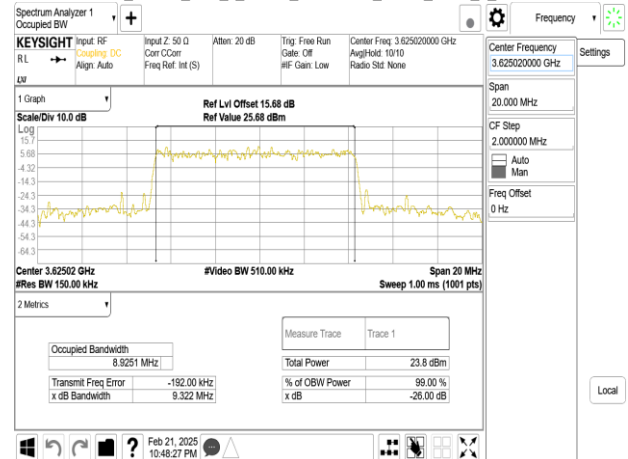 Spectrum Analyzer 1
Occupied BW
Frequency
KEYSIGHT
Input: RF
Input Z: 50 Ω
Atten: 20 dB
Trig: Free Run
Center Freq: 3.625020000 GHz
RL
Coupling: DC
Corr CCorr
Gate: Off
Avg|Hold: 10/10
Align: Auto
Freq Ref: Int (S)
#IF Gain: Low
Radio Std: None
LXI
Center Frequency
3.625020000 GHz
Settings
Span
20.000 MHz
CF Step
2.000000 MHz
Auto
Man
Freq Offset
0 Hz
1 Graph
Ref Lvl Offset 15.68 dB
Scale/Div 10.0 dB
Ref Value 25.68 dBm
Log
15.7
5.68
-4.32
-14.3
-24.3
-34.3
-44.3
-54.3
-64.3
Center 3.62502 GHz
#Video BW 510.00 kHz
Span 20 MHz
#Res BW 150.00 kHz
Sweep 1.00 ms (1001 pts)
2 Metrics
Measure Trace
Trace 1
Occupied Bandwidth
8.9251 MHz
Total Power
23.8 dBm
Transmit Freq Error
-192.00 kHz
% of OBW Power
99.00 %
x dB Bandwidth
9.322 MHz
x dB
-26.00 dB
Local
?
Feb 21, 2025
10:48:27 PM